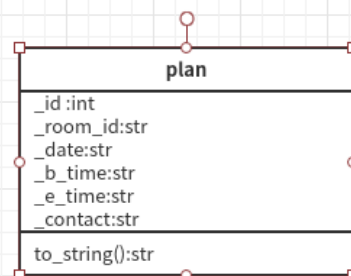 plan
_id :int
_room_id:str
_date:str
_b_time:str
_e_time:str
_contact:str
to_string():str